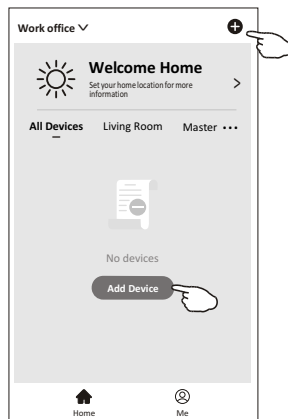 Work office
Welcome Home
Set your home location for more
information
All Devices Living Room Master •••
No devices
Add Device
Home Me